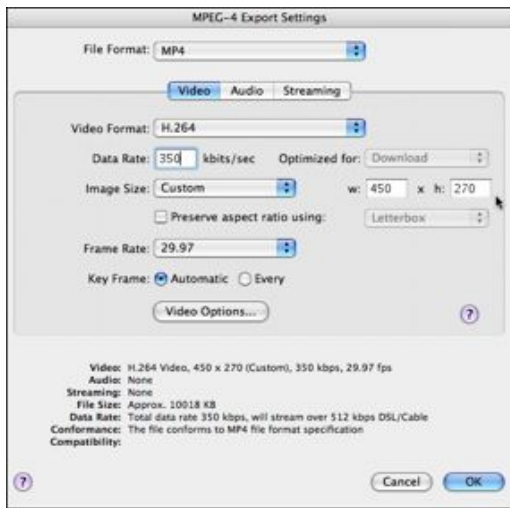 MPEG-4 Export Settings
File Format: MP4
Video Audio Streaming
Video Format: H.264
Data Rate: 350 kbits/sec Optimized for: Download
Image Size: Custom w: 450 x h: 270
Preserve aspect ratio using: Letterbox
Frame Rate: 29.97
Key Frame: Automatic Every
Video Options... ?
Video: H.264 Video, 450 x 270 (Custom), 350 kbps, 29.97 fps
Audio: None
Streaming: None
File Size: Approx. 10018 KB
Data Rate: Total data rate 350 kbps, will stream over 512 kbps DSL/Cable
Conformance: The file conforms to MP4 file format specification
Compatibility:
? Cancel OK